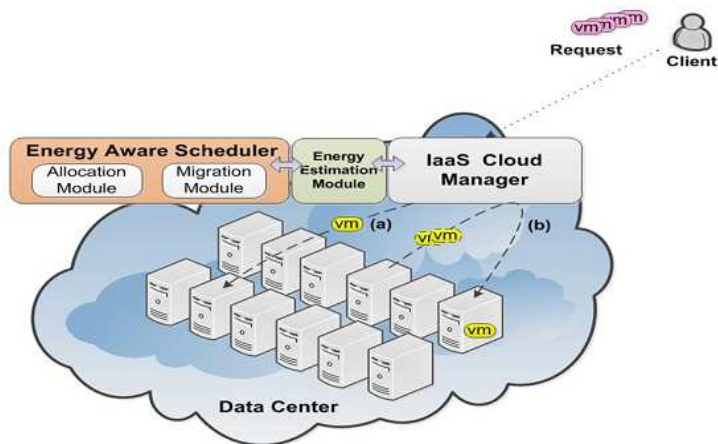 Request
Client
Energy Aware Scheduler
Allocation
Module
Migration
Module
Energy
Estimation
Module
IaaS Cloud
Manager
vm (a)
vm
(b)
vm
Data Center